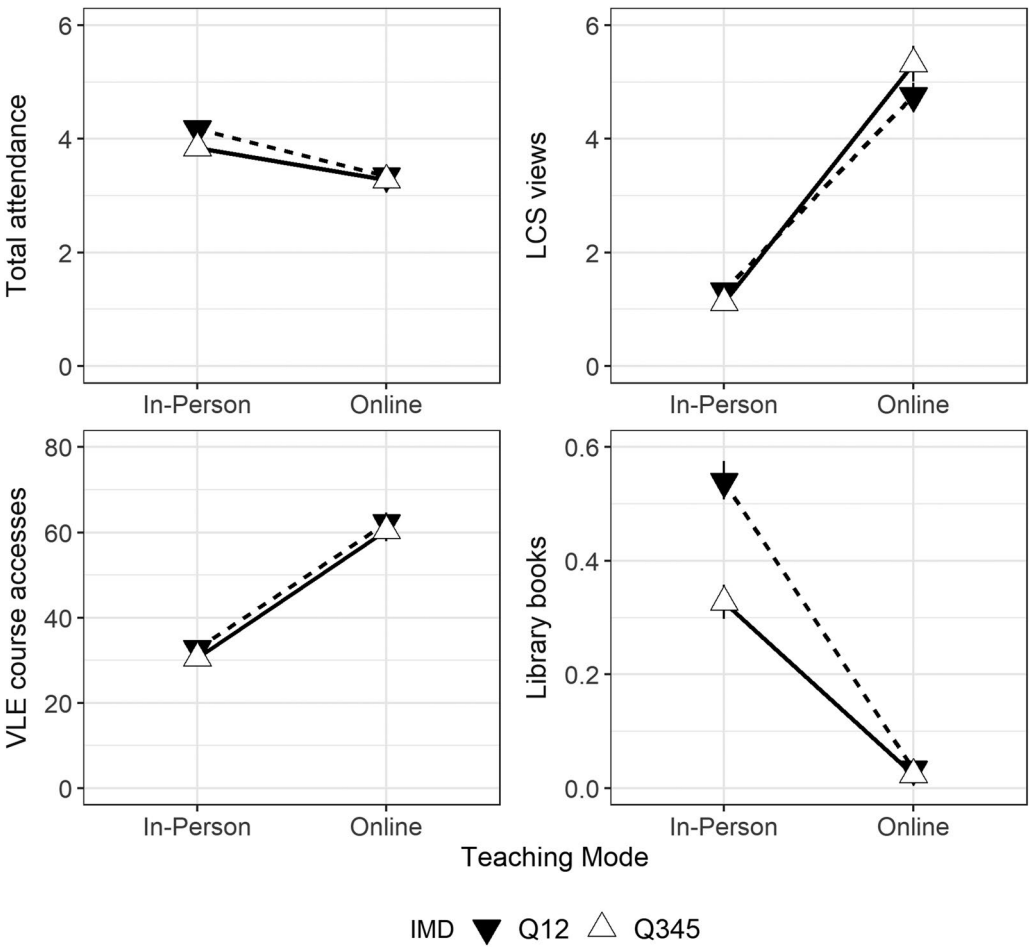 Total attendance
6
4
2
0
In-Person Online
LCS views
6
4
2
0
In-Person Online
VLE course accesses
80
60
40
20
0
In-Person Online
Library books
0.6
0.4
0.2
0.0
In-Person Online
Teaching Mode
IMD Q12 Q345